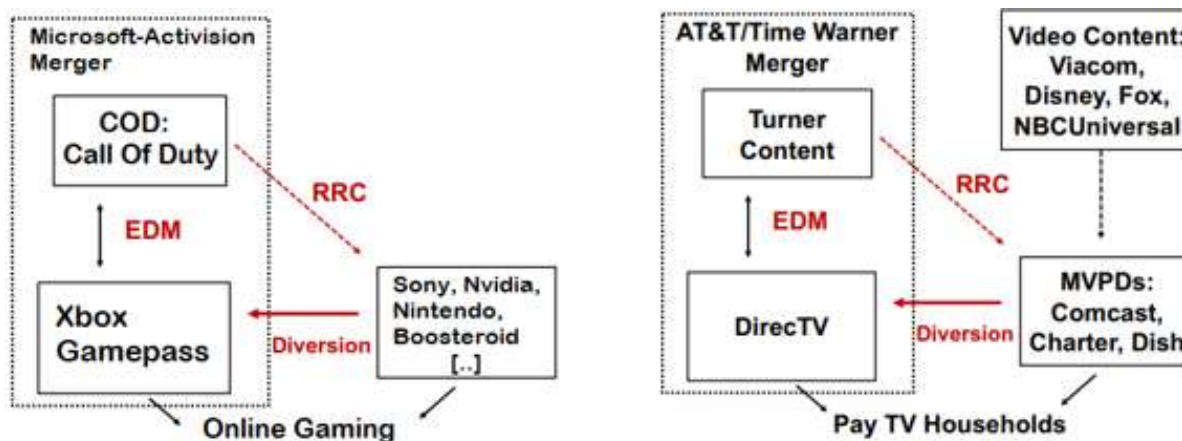 Microsoft-Activision
Merger
COD:
Call Of Duty
RRC
EDM
Xbox
Gamepass
Sony, Nvidia,
Nintendo,
Boosteroid
[..]
Diversion
Online Gaming
AT&T/Time Warner
Merger
Turner
Content
Video Content:
Viacom,
Disney, Fox,
NBCUniversal
RRC
EDM
DirecTV
MVPDs:
Comcast,
Charter, Dish
Diversion
Pay TV Households